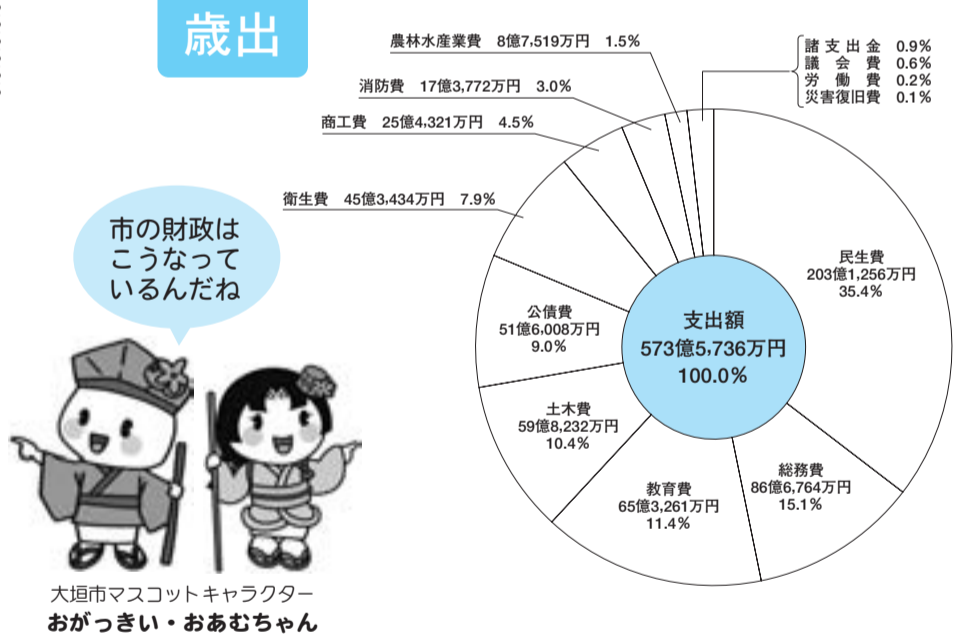 歳出
農林水産業費 8億7,519万円 1.5%
消防費 17億3,772万円 3.0%
商工費 25億4,321万円 4.5%
衛生費 45億3,434万円 7.9%
諸支出金 0.9%
議会費 0.6%
労働費 0.2%
災害復旧費 0.1%
民生費
203億1,256万円
35.4%
総務費
86億6,764万円
15.1%
教育費
65億3,261万円
11.4%
土木費
59億8,232万円
10.4%
公債費
51億6,008万円
9.0%
支出額
573億5,736万円
100.0%
市の財政は
こうなって
いるんだね
大垣市マスコットキャラクター
おがっきい・おあむちゃん